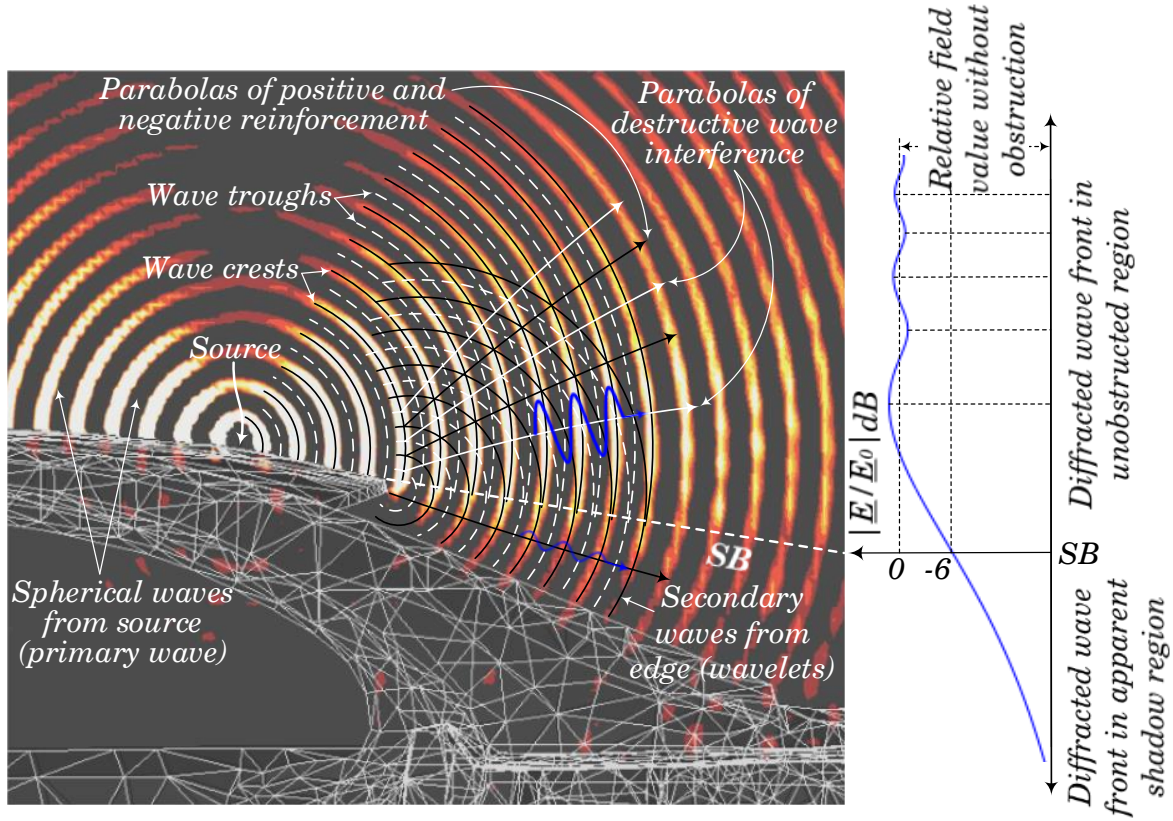 Parabolas of positive and
negative reinforcement
Parabolas of
destructive wave
interference
Wave troughs
Wave crests
Source
Spherical waves
from source
(primary wave)
SB
Secondary
waves from
edge (wavelets)
Relative field
value without
obstruction
|E/E0|dB
0
-6
SB
Diffracted wave front in
unobstructed region
Diffracted wave
front in apparent
shadow region